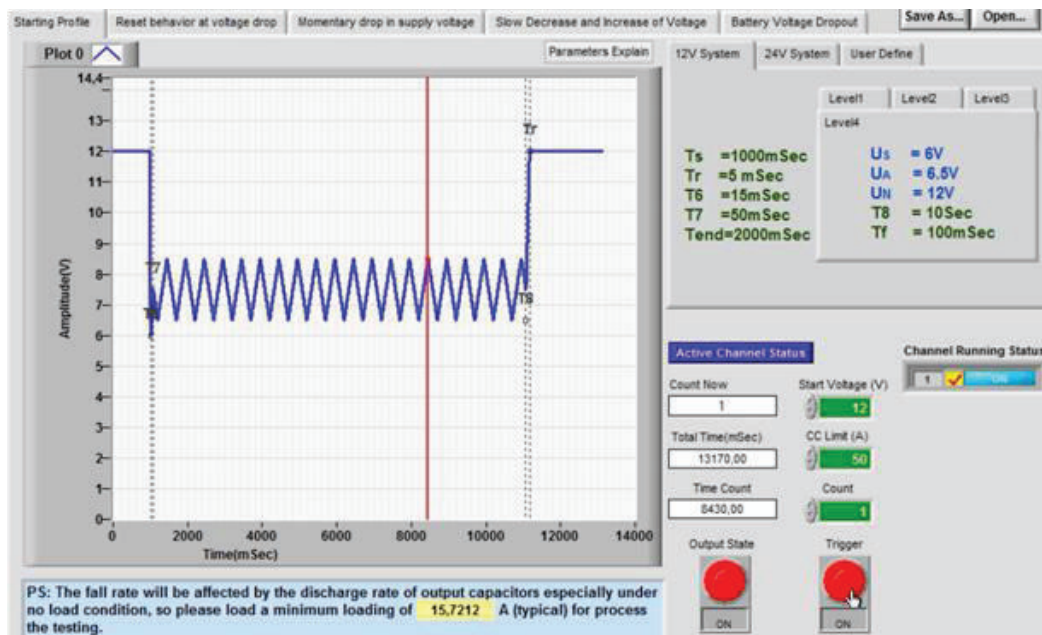 Starting Profile
Reset behavior at voltage drop
Momentary drop in supply voltage
Slow Decrease and Increase of Voltage
Battery Voltage Dropout
Save As...
Open...
Plot 0
Parameters Explain
12V System
24V System
User Define
Level1
Level2
Level3
Level4
Ts =1000mSec
Tr =5 mSec
T6 =15mSec
T7 =50mSec
Tend=2000mSec
Us = 6V
UA = 6.5V
UN = 12V
T8 = 10Sec
Tf = 100mSec
Amplitude(V)
14,4
13
12
11
10
9
8
7
6
5
4
3
2
1
0
Tr
T7
T8
0
2000
4000
6000
8000
10000
12000
14000
Time(mSec)
Active Channel Status
Channel Running Status
1
ON
Count Now
1
Start Voltage (V)
12
Total Time(mSec)
13170,00
CC Limit (A)
50
Time Count
8430,00
Count
1
Output State
Trigger
ON
ON
PS: The fall rate will be affected by the discharge rate of output capacitors especially under
no load condition, so please load a minimum loading of 15,7212 A (typical) for process
the testing.